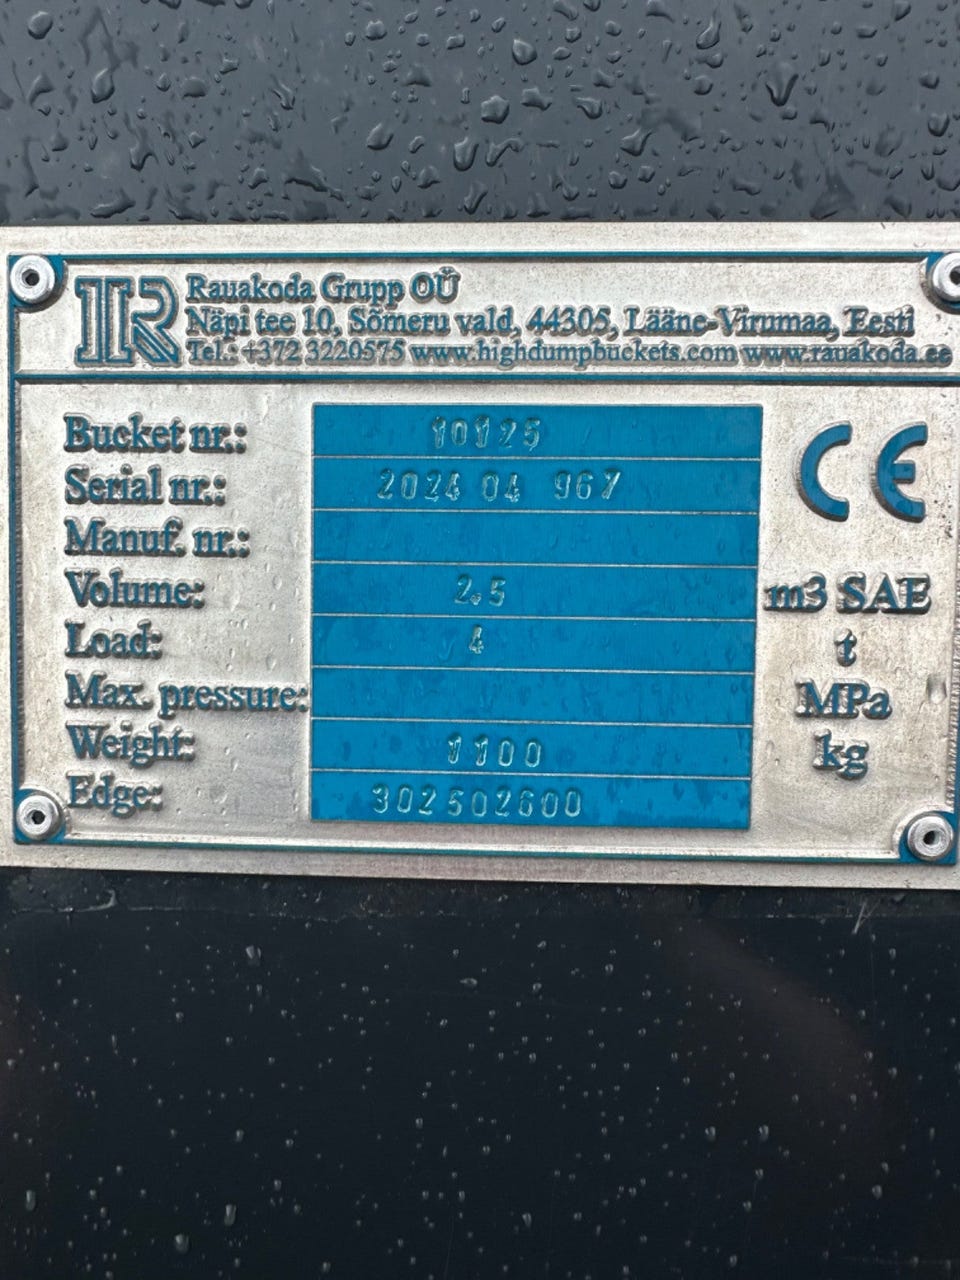 R Rauakoda Grupp OÜ
Näpi tee 10, Sõmeru vald, 44305, Lääne-Virumaa, Eesti
Tel.: +372 3220575 www.highdumpbuckets.com www.rauakoda.ee
Bucket nr.: 10125 CE
Serial nr.: 2024 04 967
Manuf. nr.:
Volume: 2.5 m3 SAE
Load: 4 t
Max. pressure: MPa
Weight: 1100 kg
Edge: 302502600